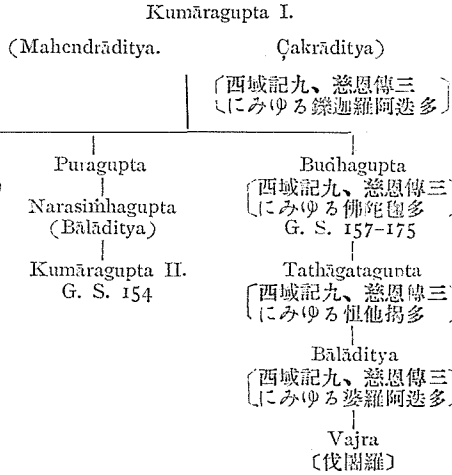 Kumāragupta I.
(Mahendrāditya. Çakrāditya)
〔西域記九、慈恩傳三
にみゆる鑠迦羅阿迭多〕
Puragupta
Narasiṁhagupta
(Bālāditya)
Kumāragupta II.
G. S. 154
Budhagupta
〔西域記九、慈恩傳三
にみゆる佛陀毱多〕
G. S. 157-175
Tathāgatagupta
〔西域記九、慈恩傳三
にみゆる怛他揭多〕
Bālāditya
〔西域記九、慈恩傳三
にみゆる婆羅阿迭多〕
Vajra
〔伐闍羅〕